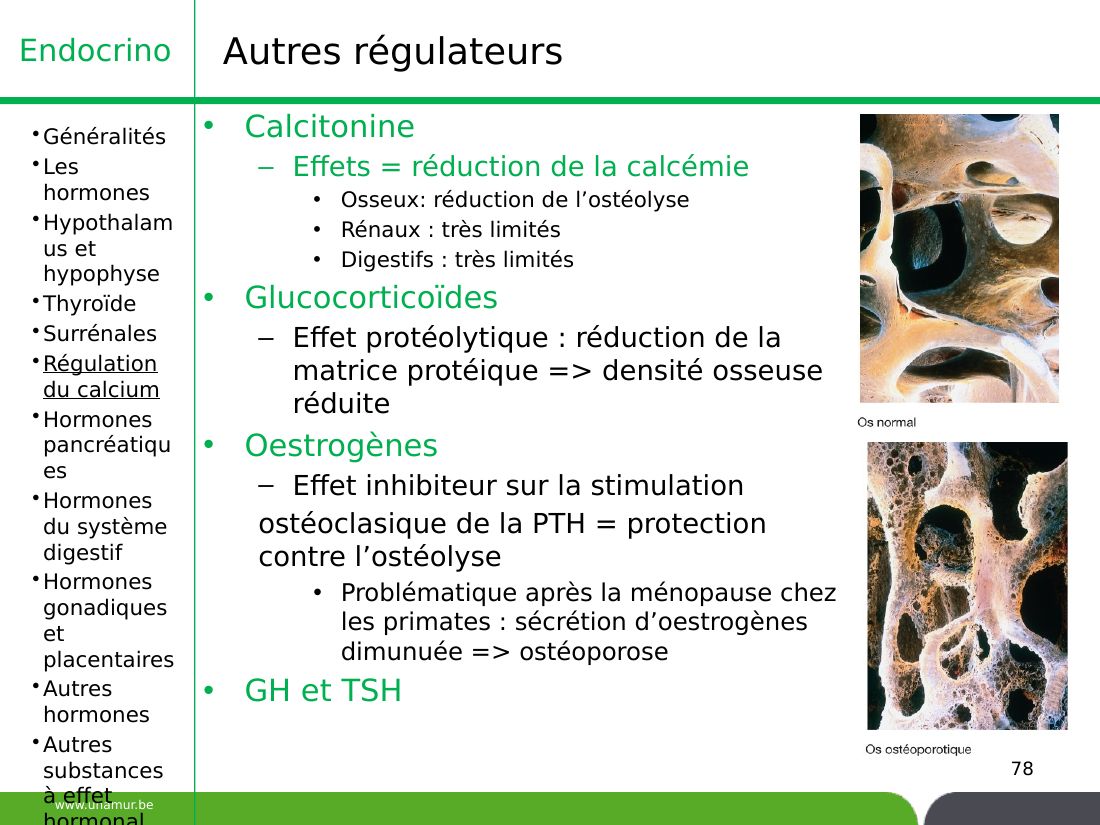 Endocrino
Autres régulateurs
•Généralités
•Les
hormones
•Hypothalam
us et
hypophyse
•Thyroïde
•Surrénales
•Régulation
du calcium
•Hormones
pancréatiqu
es
•Hormones
du système
digestif
•Hormones
gonadiques
et
placentaires
•Autres
hormones
•Autres
substances
à effet
hormonal
• Calcitonine
– Effets = réduction de la calcémie
• Osseux: réduction de l’ostéolyse
• Rénaux : très limités
• Digestifs : très limités
• Glucocorticoïdes
– Effet protéolytique : réduction de la
matrice protéique => densité osseuse
réduite
• Oestrogènes
– Effet inhibiteur sur la stimulation
ostéoclasique de la PTH = protection
contre l’ostéolyse
• Problématique après la ménopause chez
les primates : sécrétion d’oestrogènes
dimunuée => ostéoporose
• GH et TSH
Os normal
Os ostéoporotique
78
www.unamur.be